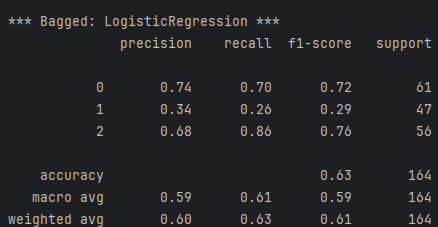 *** Bagged: LogisticRegression ***
precision recall f1-score support
0 0.74 0.70 0.72 61
1 0.34 0.26 0.29 47
2 0.68 0.86 0.76 56
accuracy 0.63 164
macro avg 0.59 0.61 0.59 164
weighted avg 0.60 0.63 0.61 164